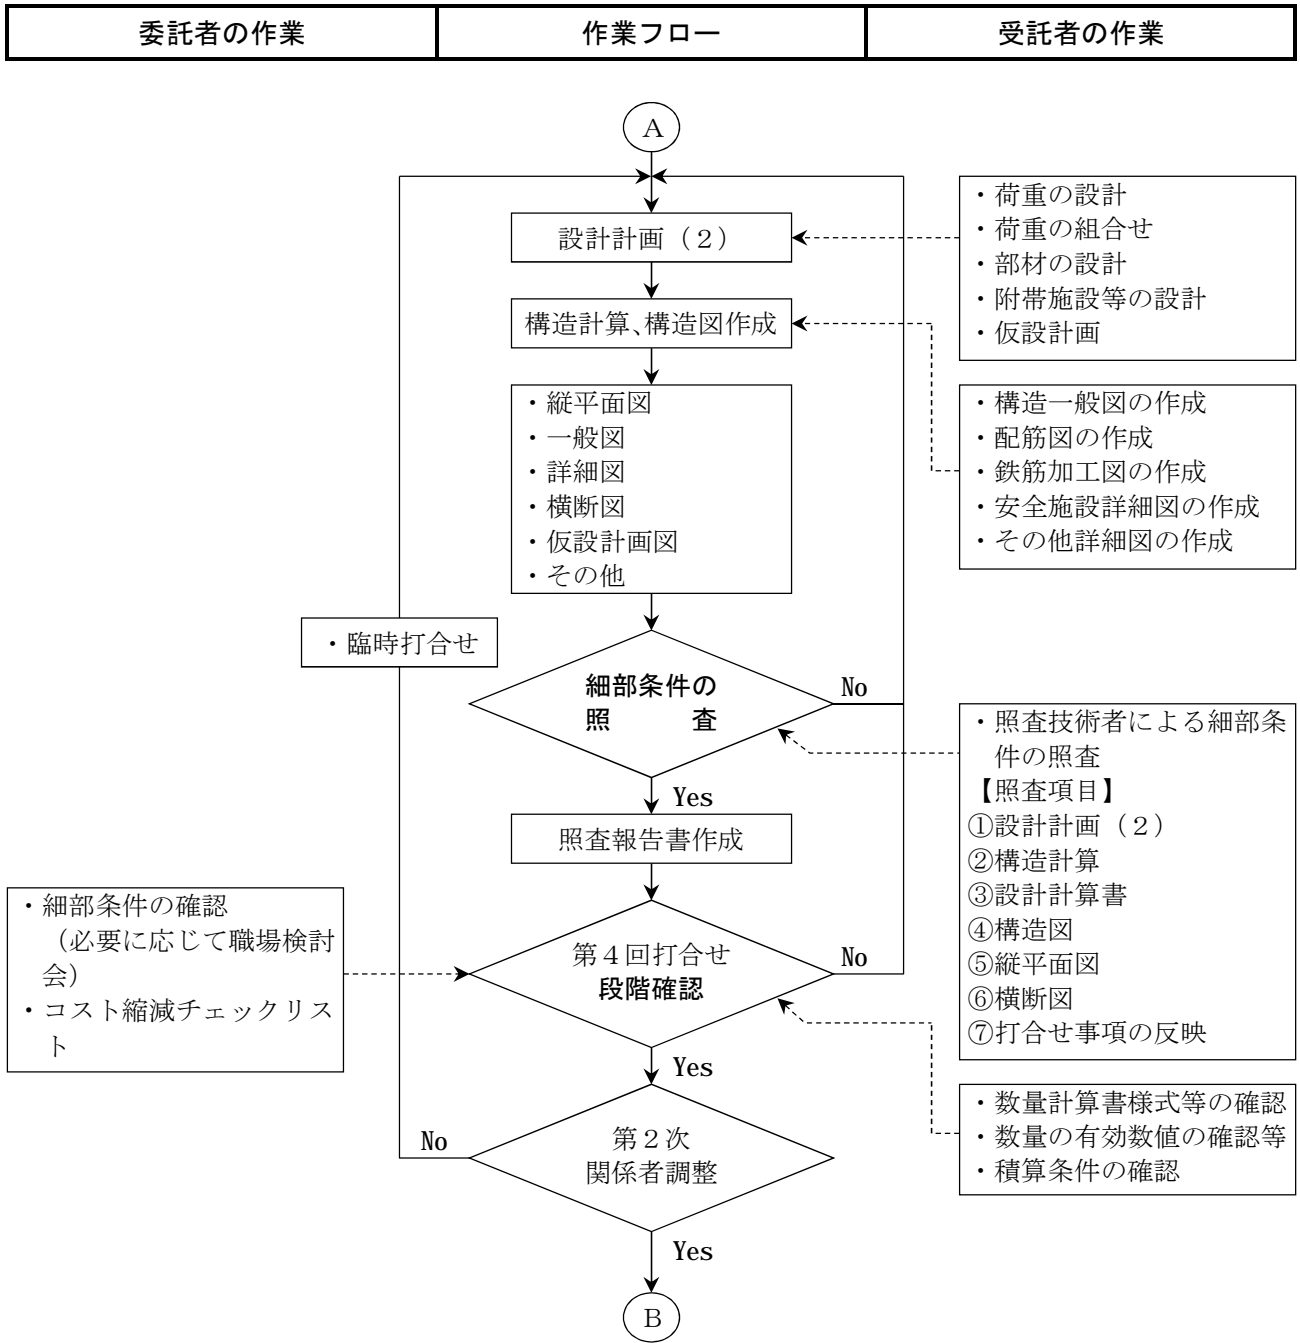 委託者の作業
作業フロー
受託者の作業
A
設計計画（２）
・荷重の設計
・荷重の組合せ
・部材の設計
・附帯施設等の設計
・仮設計画
構造計算、構造図作成
・縦平面図
・一般図
・詳細図
・横断図
・仮設計画図
・その他
・構造一般図の作成
・配筋図の作成
・鉄筋加工図の作成
・安全施設詳細図の作成
・その他詳細図の作成
・臨時打合せ
細部条件の
照　　　査
No
Yes
・照査技術者による細部条
件の照査
【照査項目】
①設計計画（２）
②構造計算
③設計計算書
④構造図
⑤縦平面図
⑥横断図
⑦打合せ事項の反映
照査報告書作成
・細部条件の確認
（必要に応じて職場検討
会）
・コスト縮減チェックリス
ト
第４回打合せ
段階確認
No
Yes
・数量計算書様式等の確認
・数量の有効数値の確認等
・積算条件の確認
第２次
関係者調整
No
Yes
B